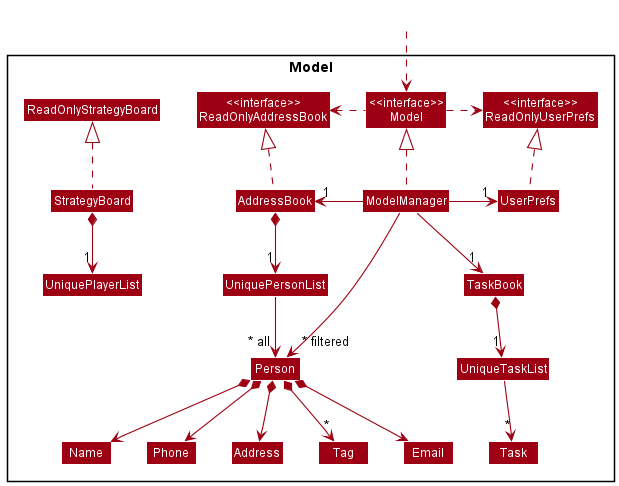 Model
ReadOnlyStrategyBoard
<<interface>>
ReadOnlyAddressBook
<<interface>>
Model
<<interface>>
ReadOnlyUserPrefs
StrategyBoard
AddressBook
1
ModelManager
1
UserPrefs
1
1
1
UniquePlayerList
UniquePersonList
TaskBook
* all
* filtered
1
Person
UniqueTaskList
*
*
Name
Phone
Address
Tag
Email
Task